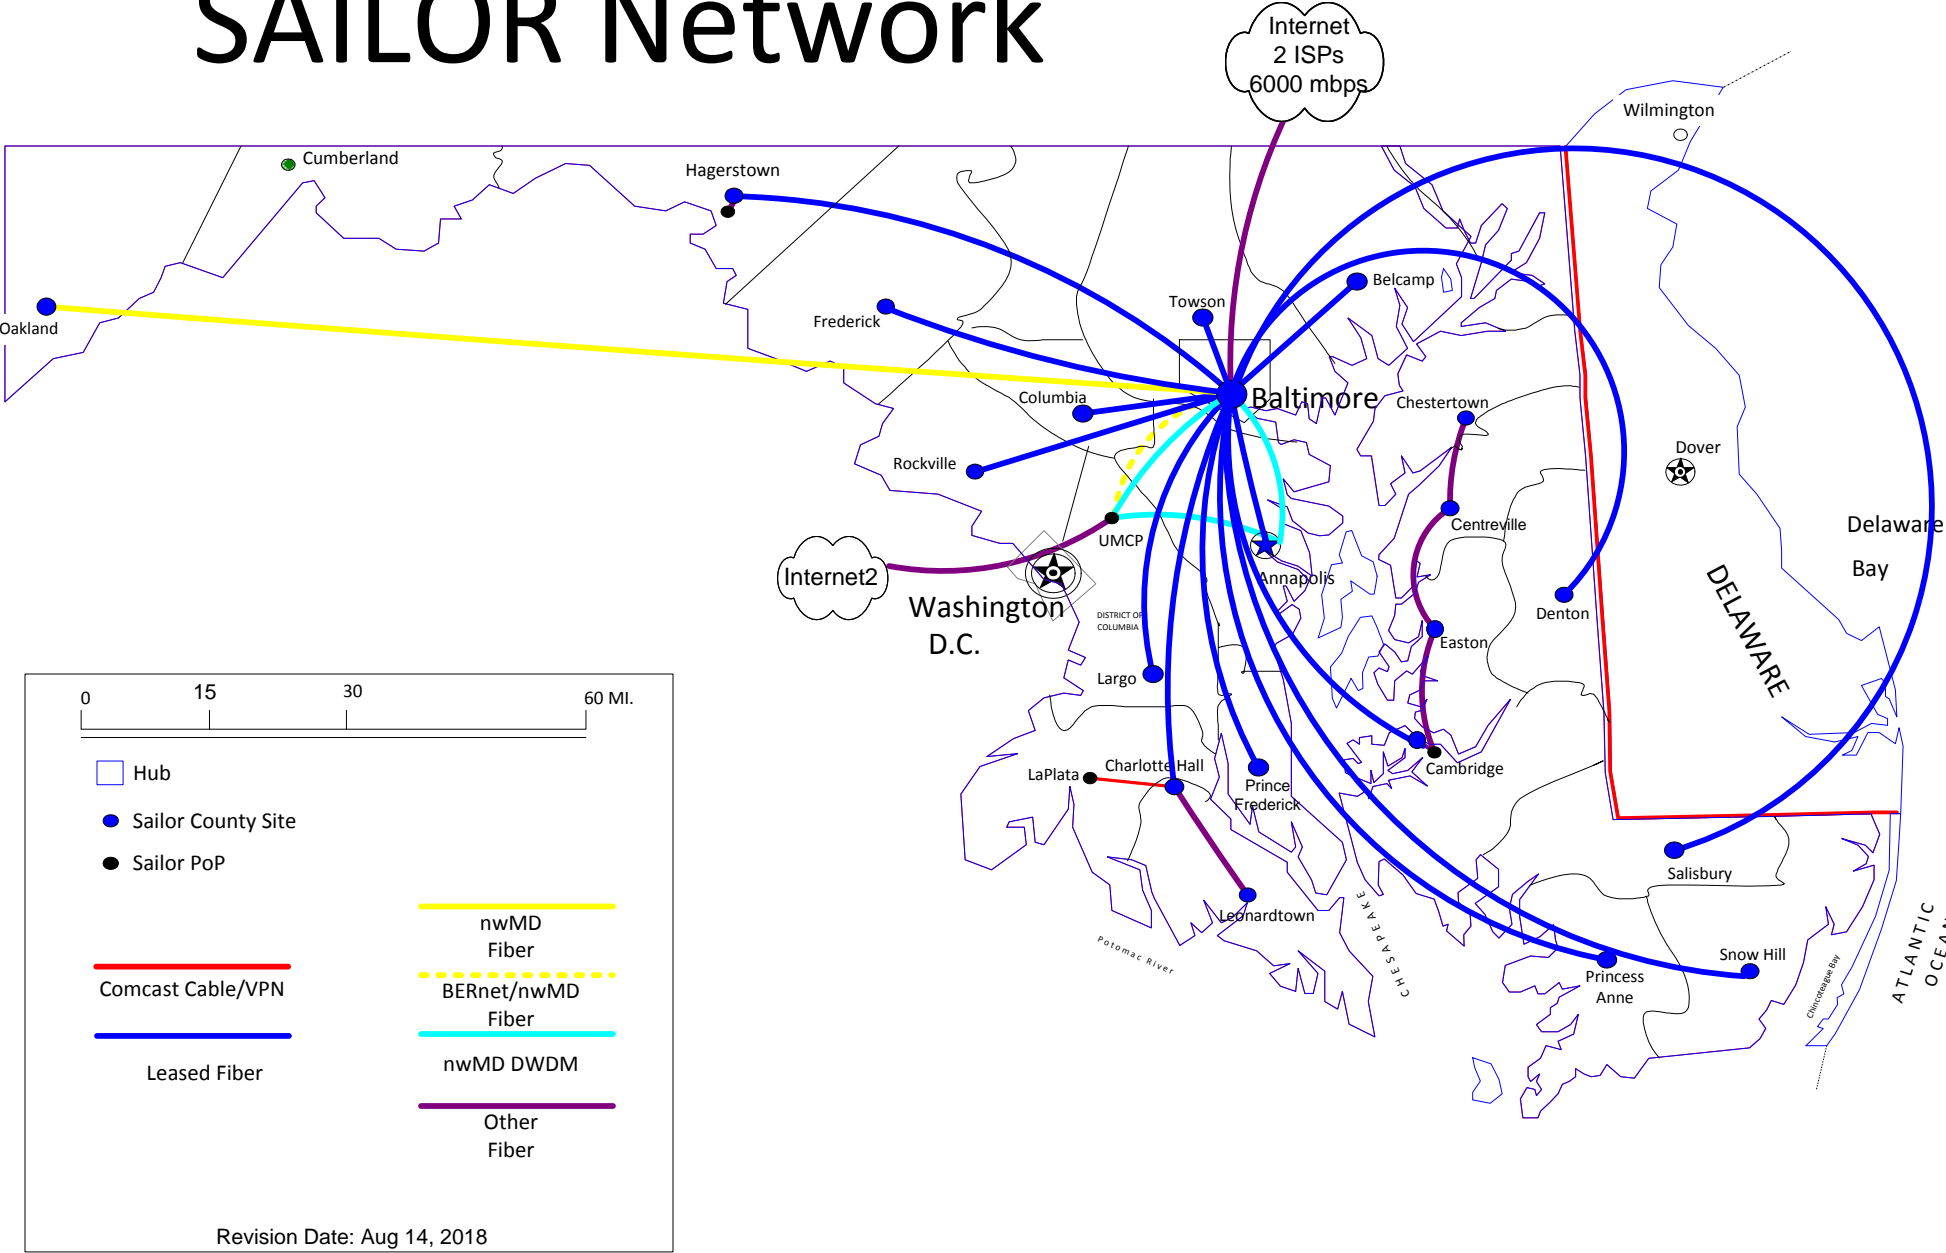 SAILOR Network
Internet
2 ISPs
6000 mbps
Wilmington
Cumberland
Hagerstown
Belcamp
Towson
Oakland
Frederick
Columbia
Baltimore
Chestertown
Rockville
Dover
Centreville
Delaware
Bay
UMCP
Internet2
Annapolis
Washington
D.C.
DISTRICT OF
COLUMBIA
Denton
DELAWARE
Easton
Largo
0
15
30
60 MI.
Hub
Sailor County Site
Sailor PoP
nwMD
Fiber
Comcast Cable/VPN
BERnet/nwMD
Fiber
Leased Fiber
nwMD DWDM
Other
Fiber
Revision Date: Aug 14, 2018
LaPlata
Charlotte Hall
Prince
Frederick
Cambridge
Salisbury
Leonardtown
Potomac River
CHESAPEAKE
Princess
Anne
Snow Hill
Chincoteague Bay
ATLANTIC
OCEAN